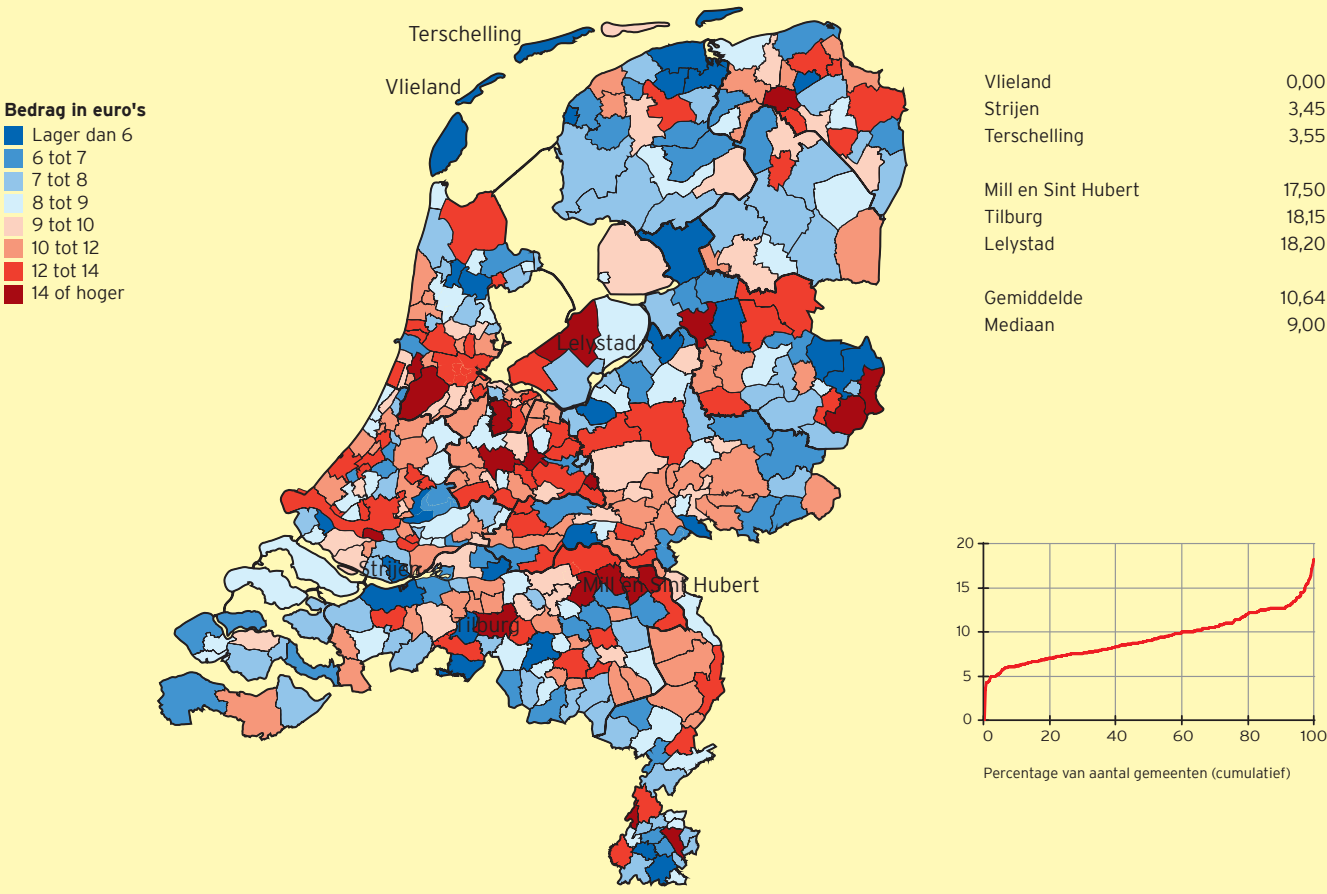 Terschelling
Vlieland
Bedrag in euro's
Lager dan 6
6 tot 7
7 tot 8
8 tot 9
9 tot 10
10 tot 12
12 tot 14
14 of hoger
Lelystad
Strijen
Mill en Sint Hubert
Tilburg
Vlieland 0,00
Strijen 3,45
Terschelling 3,55
Mill en Sint Hubert 17,50
Tilburg 18,15
Lelystad 18,20
Gemiddelde 10,64
Mediaan 9,00
20
15
10
5
0
0 20 40 60 80 100
Percentage van aantal gemeenten (cumulatief)